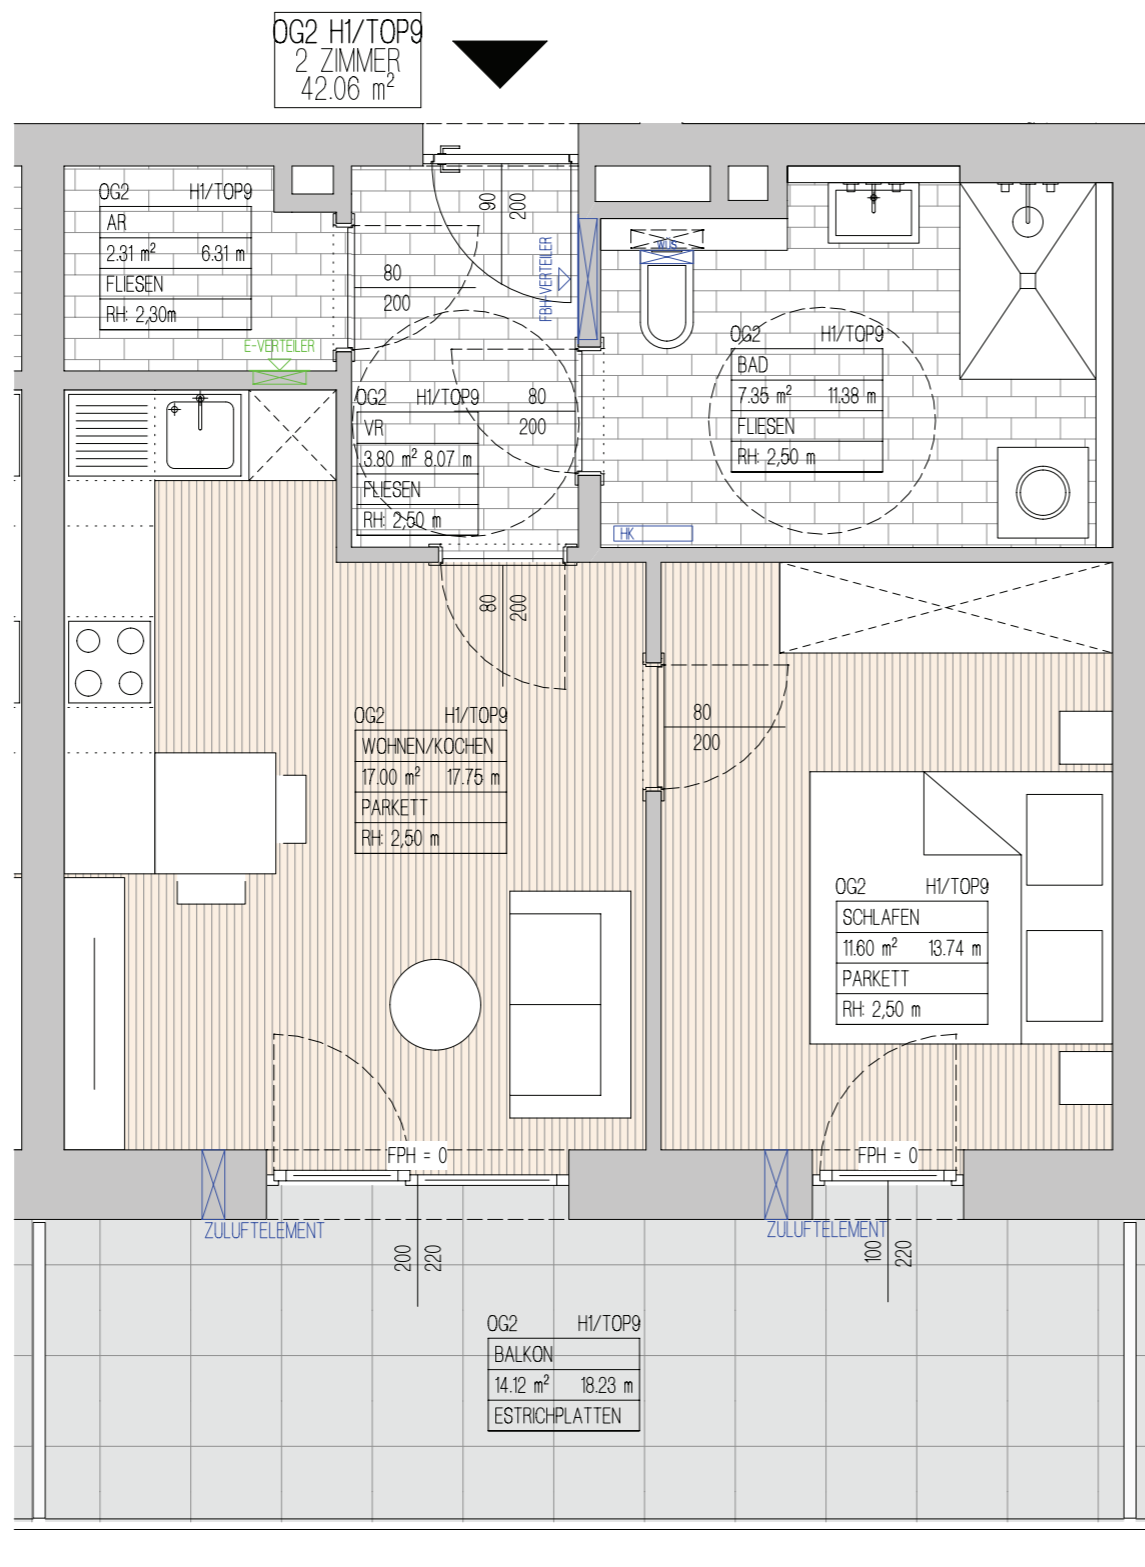 OG2 H1/TOP9
2 ZIMMER
42.06 m²
OG2 H1/TOP9
AR
2.31 m² 6.31 m
FLIESEN
RH: 2,30m
E-VERTEILER
90
200
80
200
FBH-VERTEILER
WUS
OG2 H1/TOP9
BAD
7.35 m² 11.38 m
FLIESEN
RH: 2,50 m
OG2 H1/TOP9
VR
3.80 m² 8.07 m
FLIESEN
RH: 2,50 m
80
200
HK
80
200
80
200
OG2 H1/TOP9
WOHNEN/KOCHEN
17.00 m² 17.75 m
PARKETT
RH: 2,50 m
OG2 H1/TOP9
SCHLAFEN
11.60 m² 13.74 m
PARKETT
RH: 2,50 m
FPH = 0
FPH = 0
ZULUFTELEMENT
ZULUFTELEMENT
200
220
100
220
OG2 H1/TOP9
BALKON
14.12 m² 18.23 m
ESTRICHPLATTEN